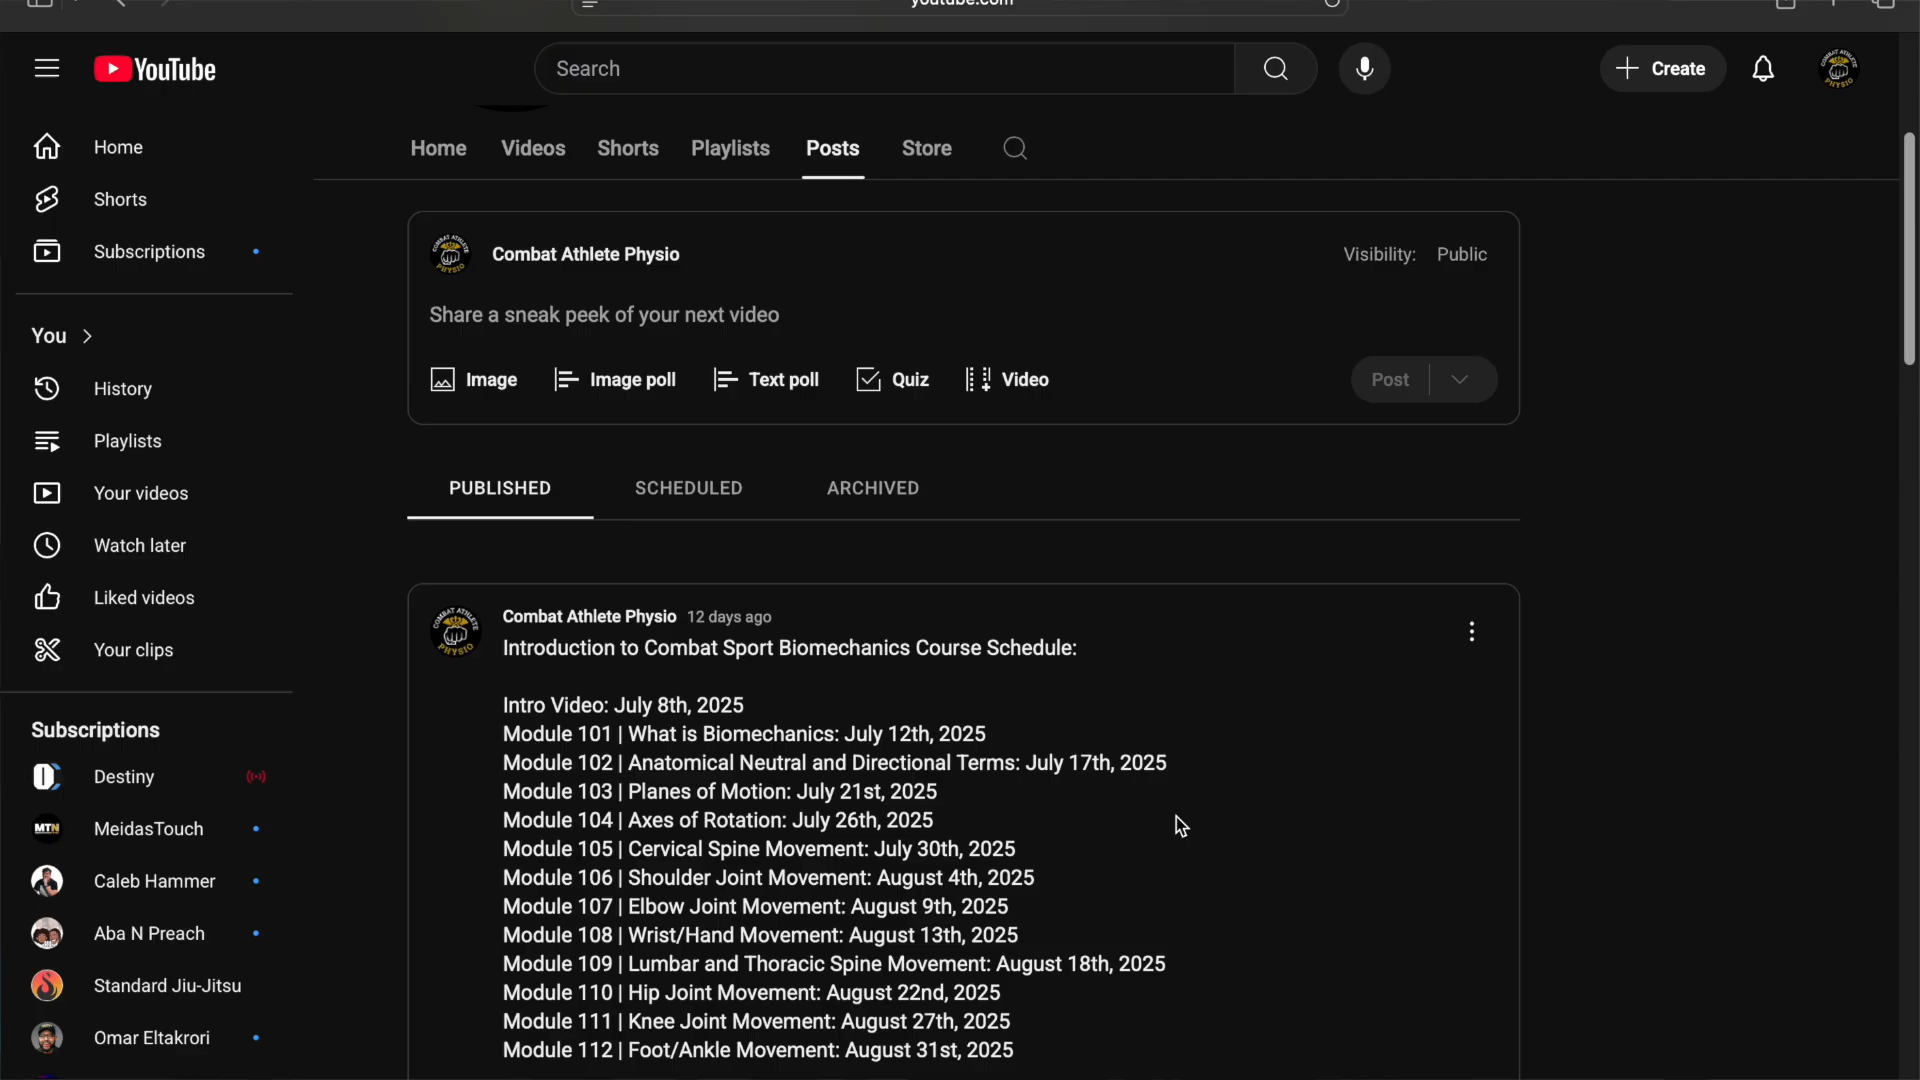 youtube.com
YouTube
Search
Create
Home
Shorts
Subscriptions
You
History
Playlists
Your videos
Watch later
Liked videos
Your clips
Subscriptions
Destiny
MTN
MeidasTouch
Caleb Hammer
Aba N Preach
Standard Jiu-Jitsu
Omar Eltakrori
Home Videos Shorts Playlists Posts Store
COMBAT ATHLETE PHYSIO
Combat Athlete Physio
Visibility: Public
Share a sneak peek of your next video
Image Image poll Text poll Quiz Video
Post
PUBLISHED SCHEDULED ARCHIVED
COMBAT ATHLETE PHYSIO
Combat Athlete Physio 12 days ago
Introduction to Combat Sport Biomechanics Course Schedule:
Intro Video: July 8th, 2025
Module 101 | What is Biomechanics: July 12th, 2025
Module 102 | Anatomical Neutral and Directional Terms: July 17th, 2025
Module 103 | Planes of Motion: July 21st, 2025
Module 104 | Axes of Rotation: July 26th, 2025
Module 105 | Cervical Spine Movement: July 30th, 2025
Module 106 | Shoulder Joint Movement: August 4th, 2025
Module 107 | Elbow Joint Movement: August 9th, 2025
Module 108 | Wrist/Hand Movement: August 13th, 2025
Module 109 | Lumbar and Thoracic Spine Movement: August 18th, 2025
Module 110 | Hip Joint Movement: August 22nd, 2025
Module 111 | Knee Joint Movement: August 27th, 2025
Module 112 | Foot/Ankle Movement: August 31st, 2025